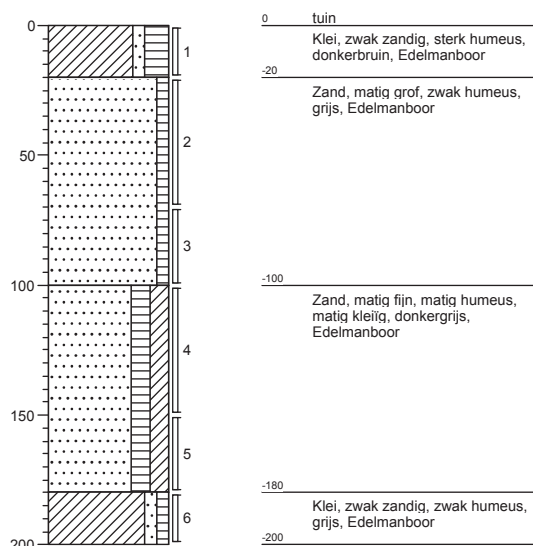 0
50
100
150
200
1
2
3
4
5
6
0 tuin
Klei, zwak zandig, sterk humeus,
donkerbruin, Edelmanboor
-20
Zand, matig grof, zwak humeus,
grijs, Edelmanboor
-100
Zand, matig fijn, matig humeus,
matig kleiïg, donkergrijs,
Edelmanboor
-180
Klei, zwak zandig, zwak humeus,
grijs, Edelmanboor
-200